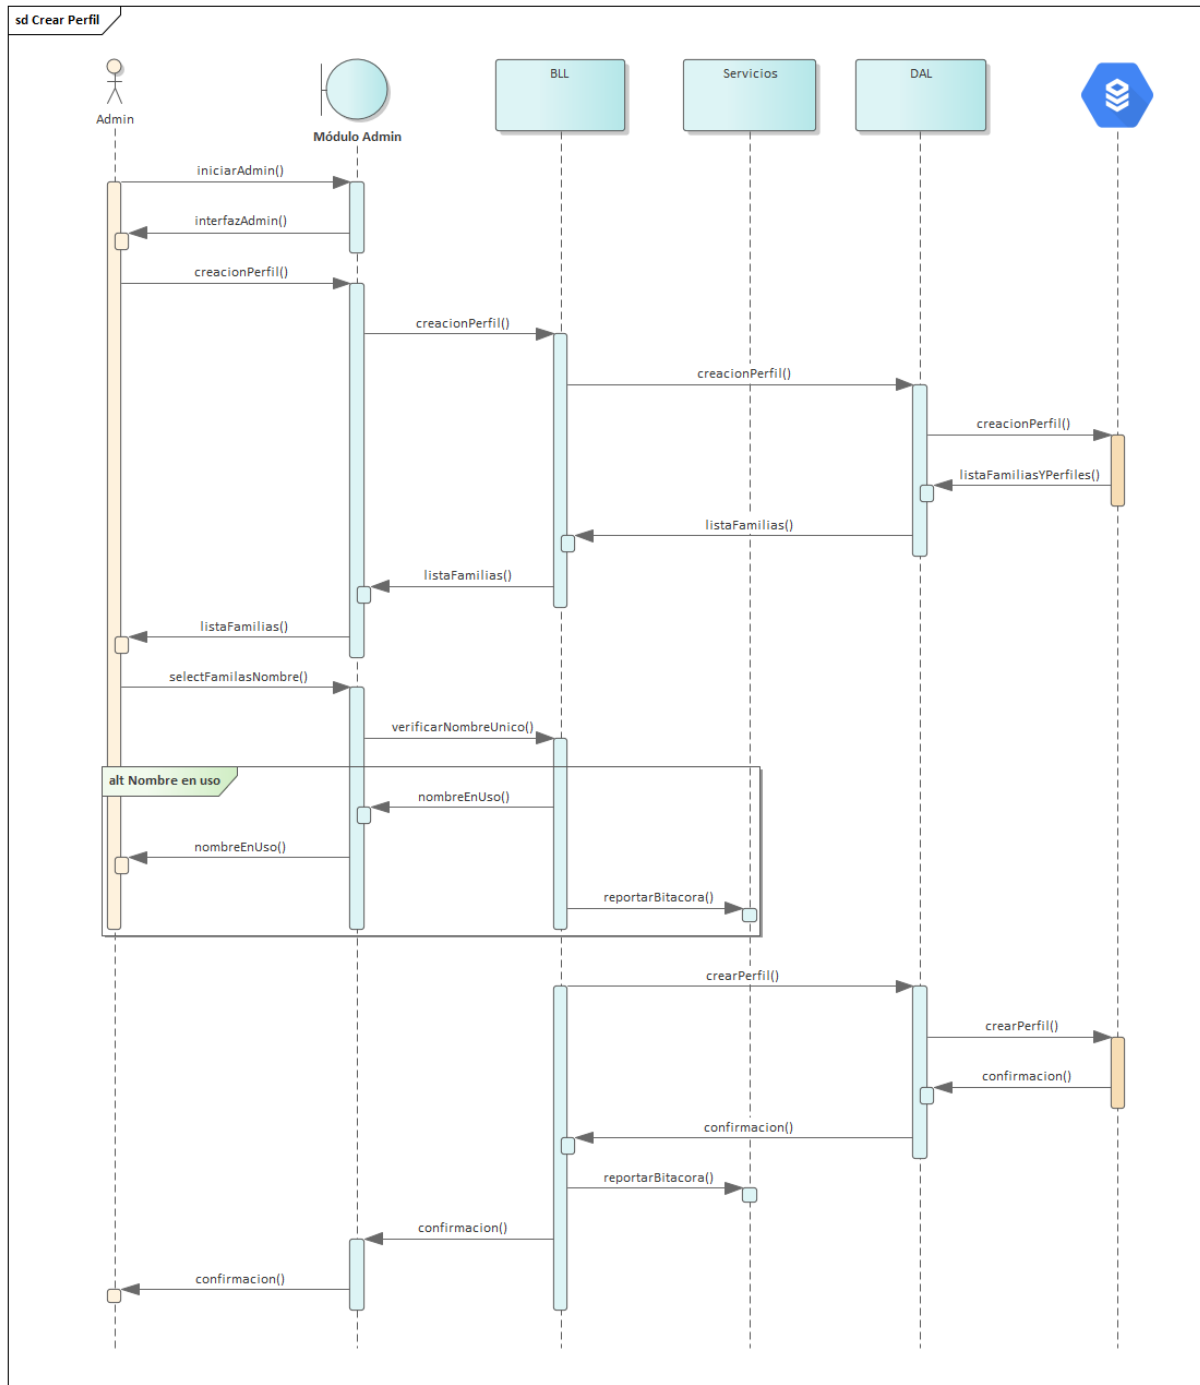 sd Crear Perfil
Admin
Módulo Admin
BLL
Servicios
DAL
iniciarAdmin()
interfazAdmin()
creacionPerfil()
creacionPerfil()
creacionPerfil()
creacionPerfil()
listaFamiliasYPerfiles()
listaFamilias()
listaFamilias()
listaFamilias()
selectFamilasNombre()
verificarNombreUnico()
alt Nombre en uso
nombreEnUso()
nombreEnUso()
reportarBitacora()
crearPerfil()
crearPerfil()
confirmacion()
confirmacion()
reportarBitacora()
confirmacion()
confirmacion()